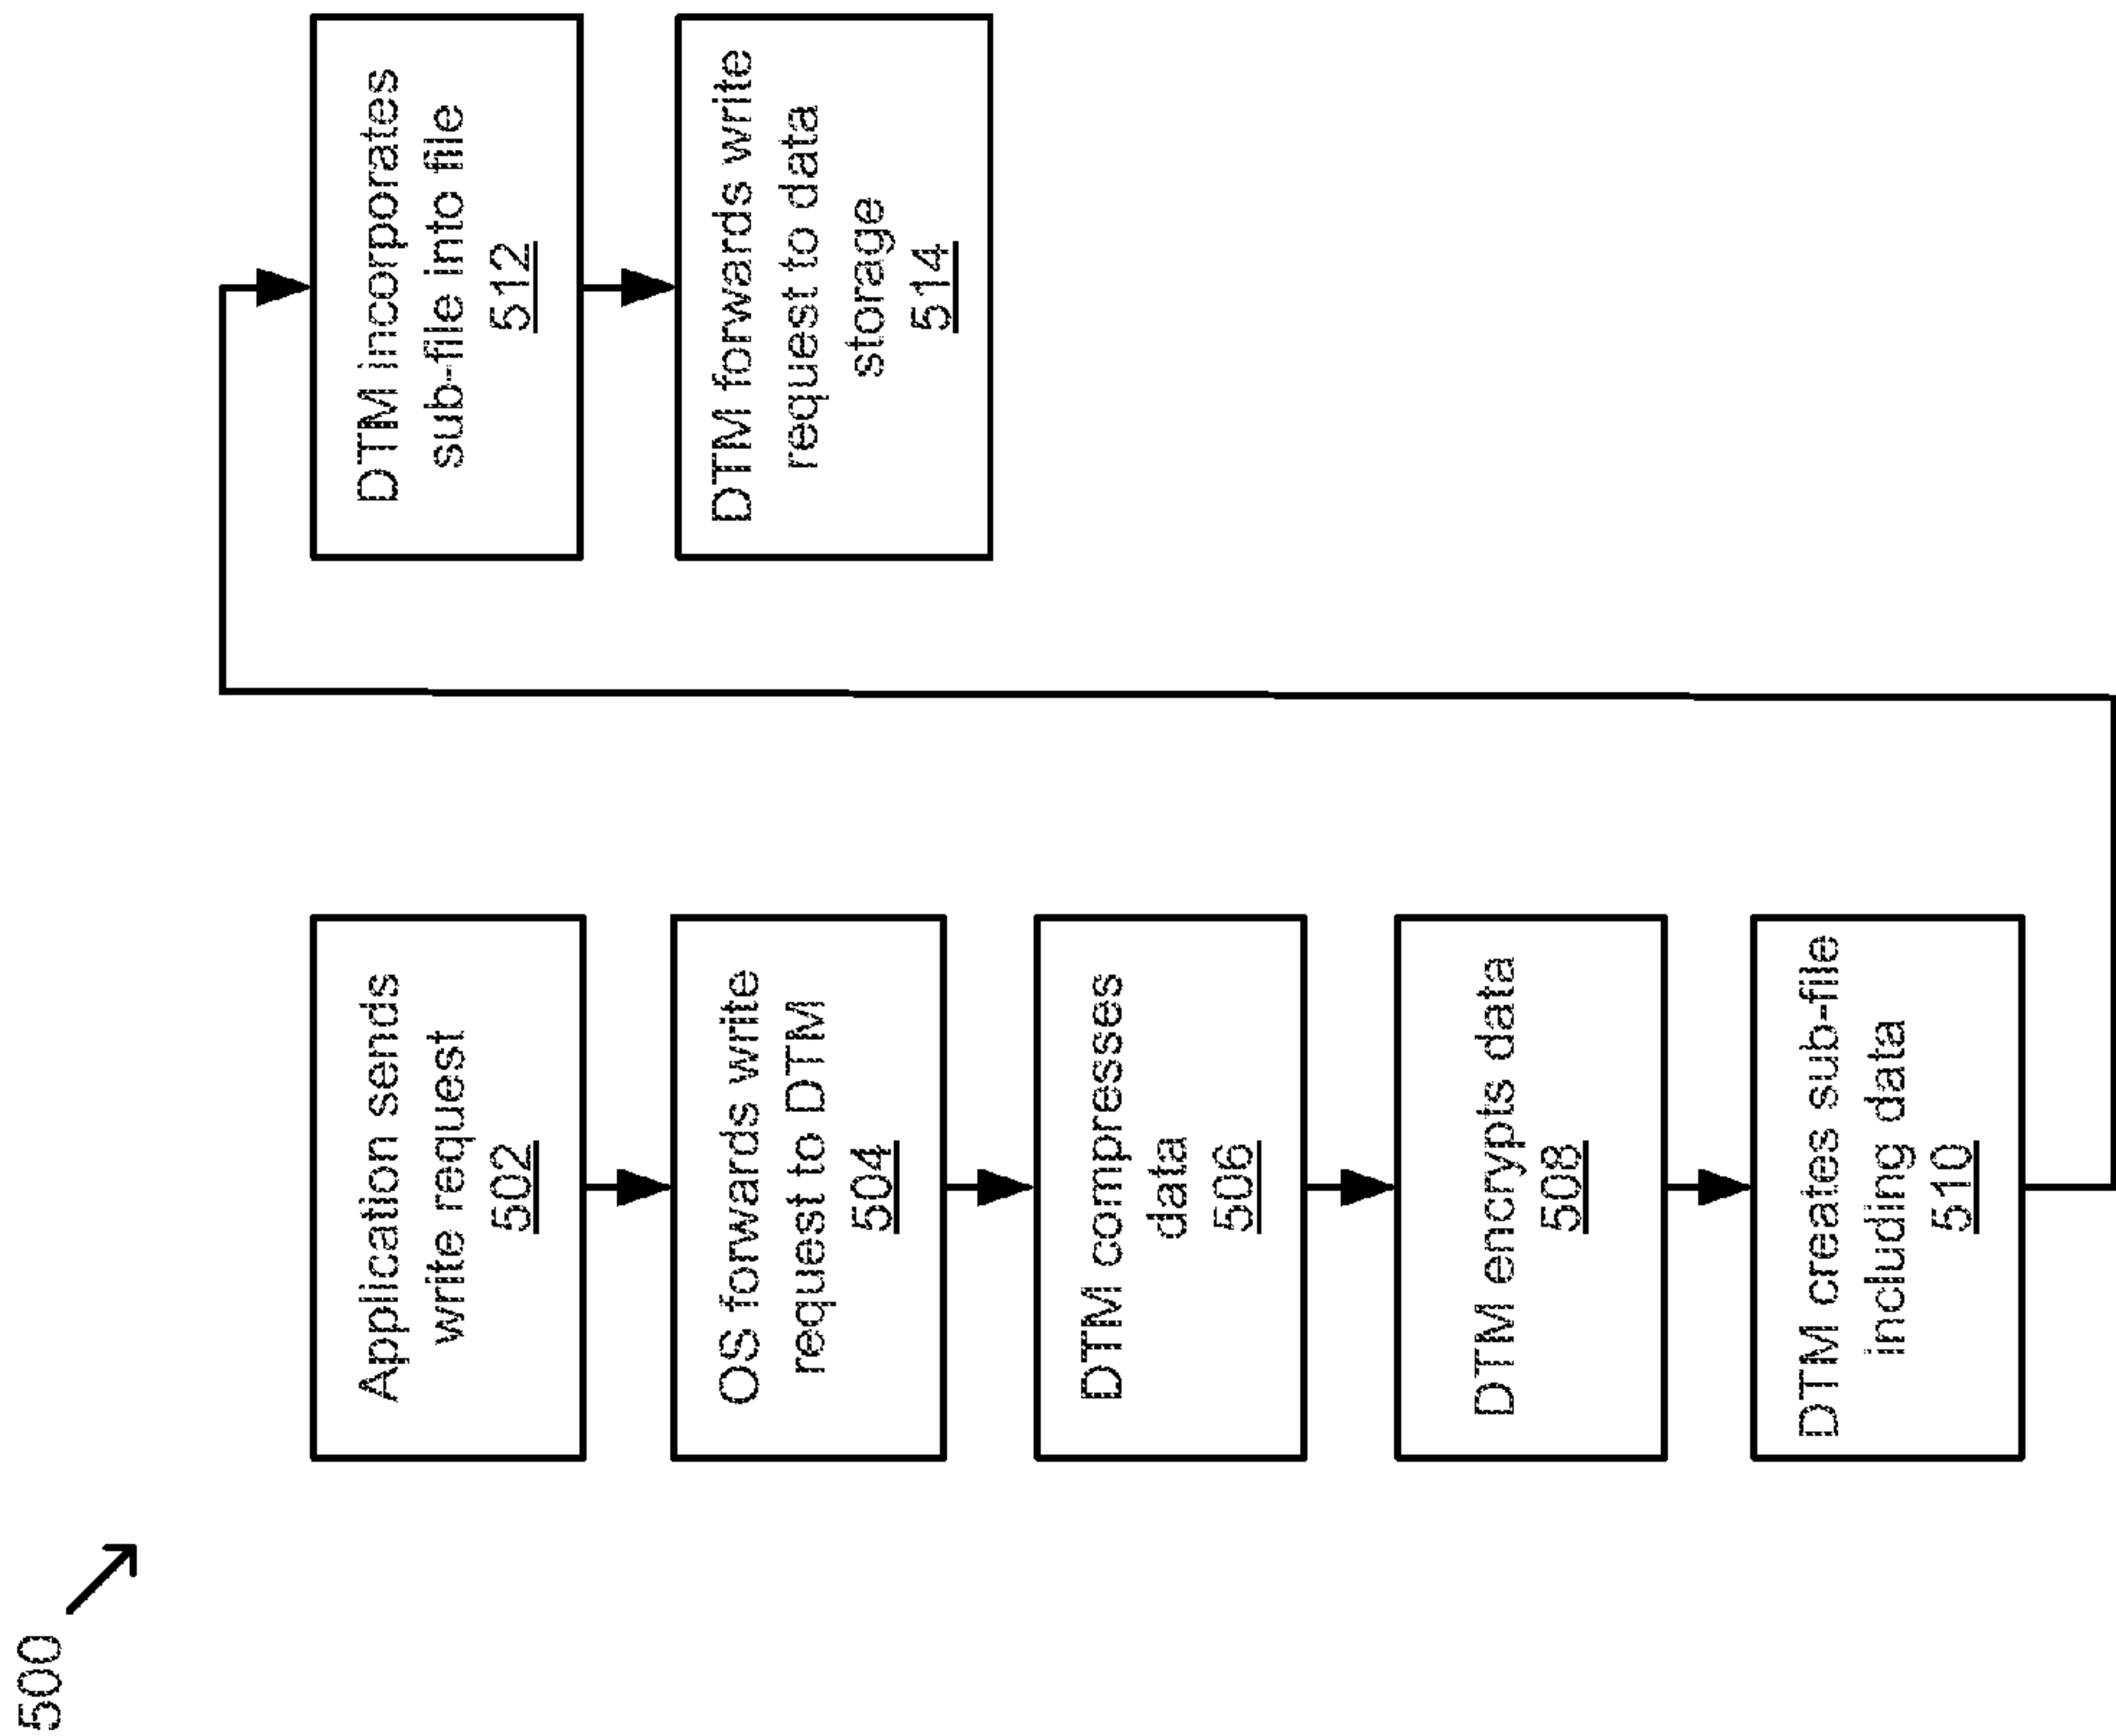 500
Application sends
write request
502
OS forwards write
request to DTM
504
DTM compresses
data
506
DTM encrypts data
508
DTM creates sub-file
including data
510
DTM incorporates
sub-file into file
512
DTM forwards write
request to data
storage
514